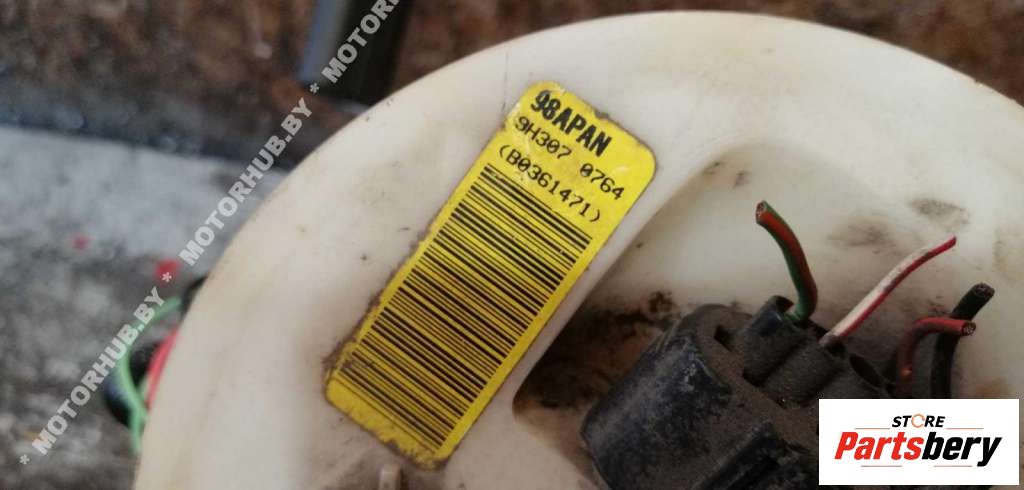 98APAN
9H307 0764
(B0361471)
* MOTORHUB.BY * MOTORHUB.BY * MOTORHUB.BY *
STORE
Partsbery